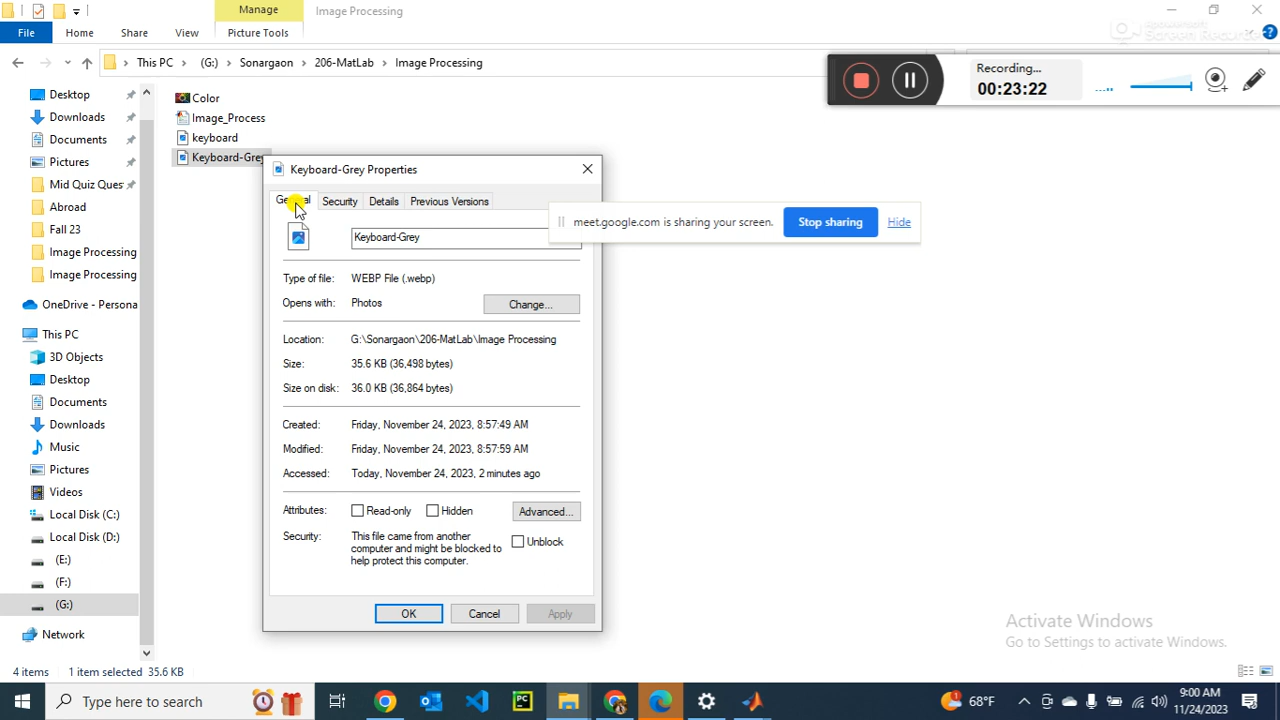 Manage
Image Processing
File
Home
Share
View
Picture Tools
This PC
(G:)
Sonargaon
206-MatLab
Image Processing
Recording...
00:23:22
Desktop
Downloads
Documents
Pictures
Mid Quiz Ques
Abroad
Fall 23
Image Processing
Image Processing
OneDrive - Persona
This PC
3D Objects
Desktop
Documents
Downloads
Music
Pictures
Videos
Local Disk (C:)
Local Disk (D:)
(E:)
(F:)
(G:)
Network
Color
Image_Process
keyboard
Keyboard-Grey
Keyboard-Grey Properties
General
Security
Details
Previous Versions
meet.google.com is sharing your screen.
Stop sharing
Hide
Keyboard-Grey
Type of file: WEBP File (.webp)
Opens with: Photos
Change...
Location: G:\Sonargaon\206-MatLab\Image Processing
Size: 35.6 KB (36,498 bytes)
Size on disk: 36.0 KB (36,864 bytes)
Created: Friday, November 24, 2023, 8:57:49 AM
Modified: Friday, November 24, 2023, 8:57:59 AM
Accessed: Today, November 24, 2023, 2 minutes ago
Attributes: Read-only Hidden Advanced...
Security: This file came from another
computer and might be blocked to
help protect this computer.
Unblock
OK
Cancel
Apply
Activate Windows
Go to Settings to activate Windows.
4 items
1 item selected 35.6 KB
Type here to search
68°F
9:00 AM
11/24/2023